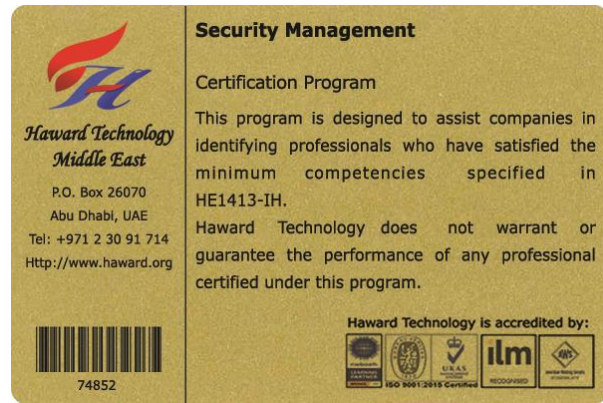 Haward Technology
Middle East
P.O. Box 26070
Abu Dhabi, UAE
Tel: +971 2 30 91 714
Http://www.haward.org
74852
Security Management
Certification Program
This program is designed to assist companies in
identifying professionals who have satisfied the
minimum competencies specified in
HE1413-IH.
Haward Technology does not warrant or
guarantee the performance of any professional
certified under this program.
Haward Technology is accredited by:
ISO 9001:2015 Certified
UKAS
ilm
RECOGNISED